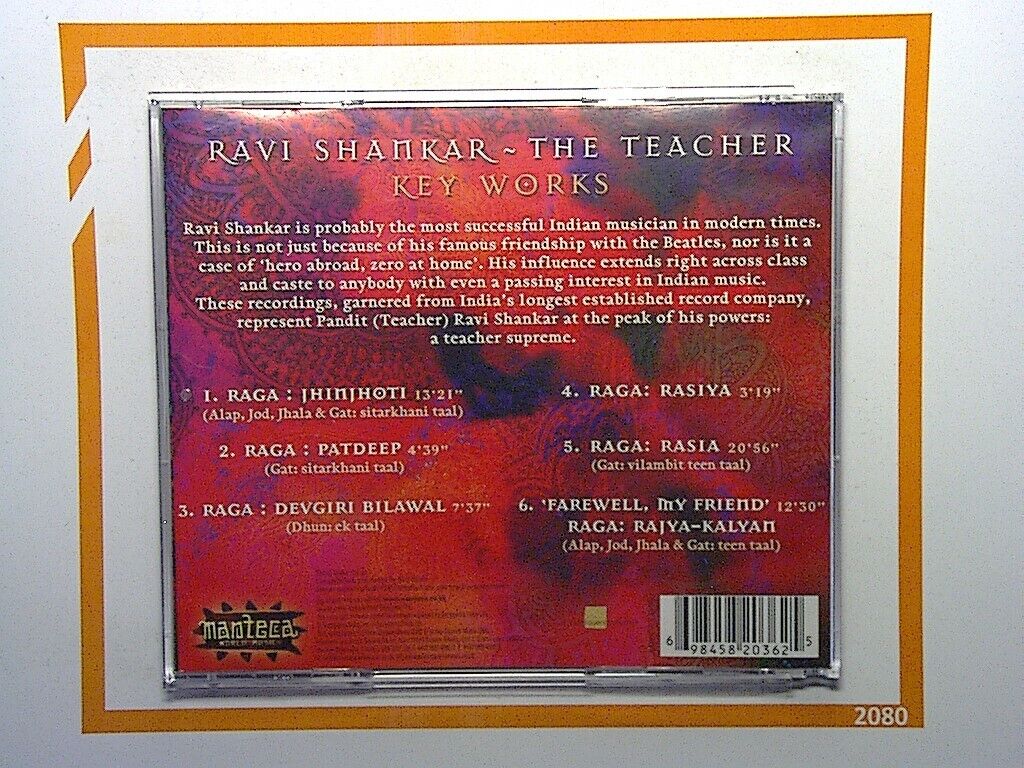 RAVI SHANKAR ~ THE TEACHER
KEY WORKS
Ravi Shankar is probably the most successful Indian musician in modern times.
This is not just because of his famous friendship with the Beatles, nor is it a
case of 'hero abroad, zero at home'. His influence extends right across class
and caste to anybody with even a passing interest in Indian music.
These recordings, garnered from India's longest established record company,
represent Pandit (Teacher) Ravi Shankar at the peak of his powers:
a teacher supreme.
1. RAGA : JHINJHOTI 13'21"
(Alap, Jod, Jhala & Gat: sitarkhani taal)
2. RAGA : PATDEEP 4'39"
(Gat: sitarkhani taal)
3. RAGA : DEVGIRI BILAWAL 7'37"
(Dhun: ek taal)
4. RAGA: RASIYA 3'19"
5. RAGA: RASIA 20'56"
(Gat: vilambit teen taal)
6. 'FAREWELL, MY FRIEND' 12'30"
RAGA: RAJYA-KALYAN
(Alap, Jod, Jhala & Gat: teen taal)
manteca
WORLD MUSIC
6 98458 20362 5
2080